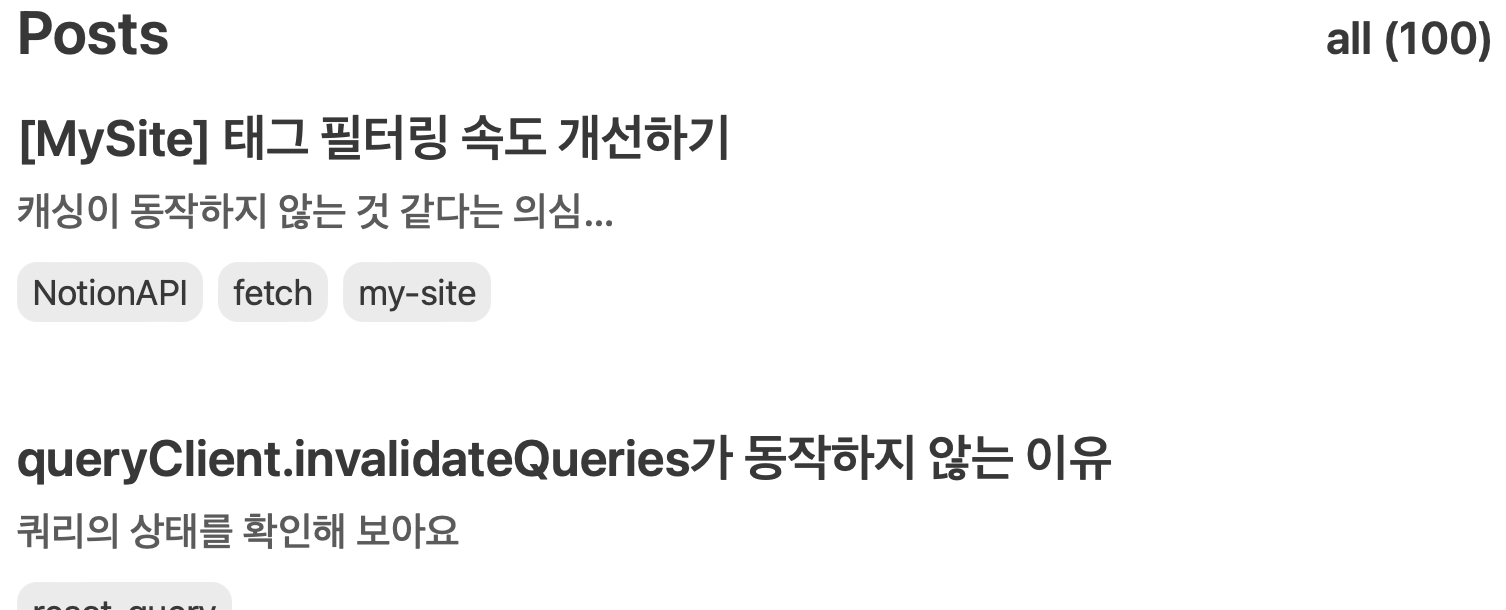 Posts
all (100)
[MySite] 태그 필터링 속도 개선하기
캐싱이 동작하지 않는 것 같다는 의심...
NotionAPI fetch my-site
queryClient.invalidateQueries가 동작하지 않는 이유
쿼리의 상태를 확인해 보아요